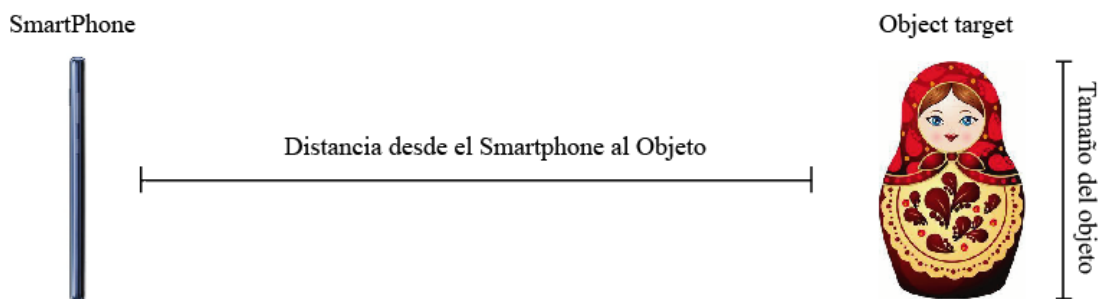 SmartPhone
Object target
Distancia desde el Smartphone al Objeto
Tamaño del objeto